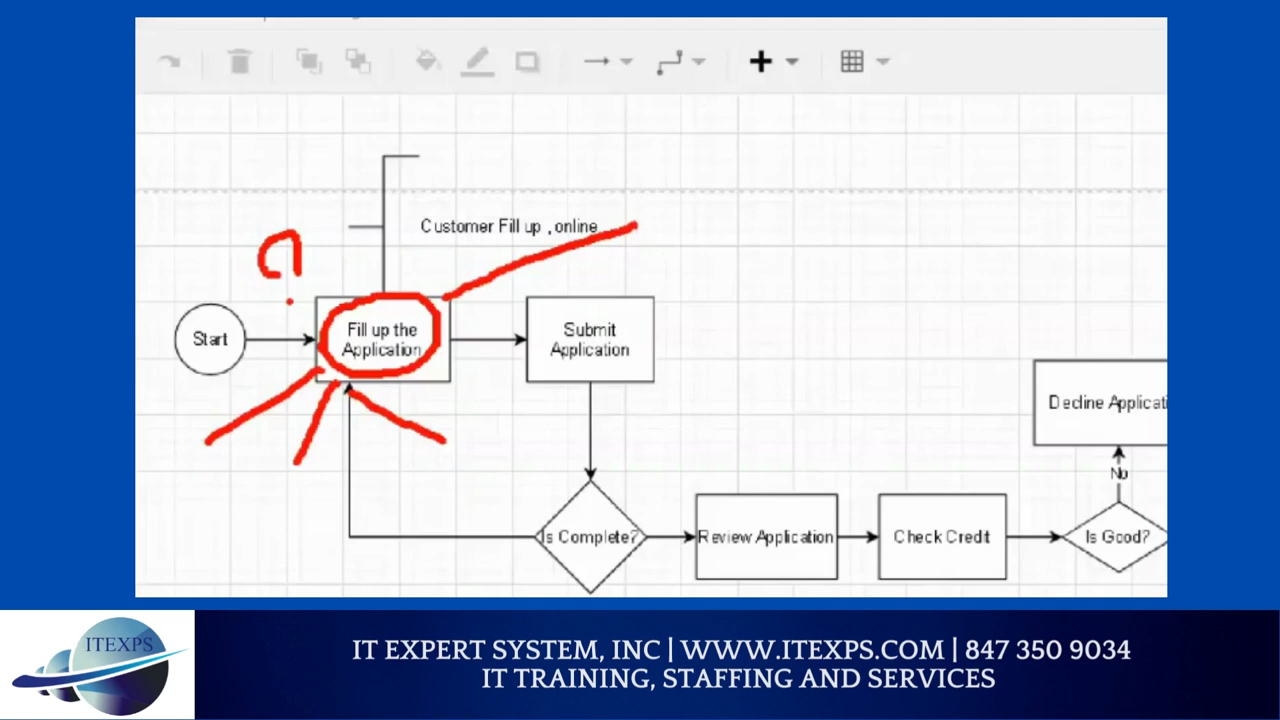 Customer Fill up , online
?
Start
Fill up the
Application
Submit
Application
Decline Applicati
No
Is Complete?
Review Application
Check Credit
Is Good?
ITEXPS
IT EXPERT SYSTEM, INC | WWW.ITEXPS.COM | 847 350 9034
IT TRAINING, STAFFING AND SERVICES